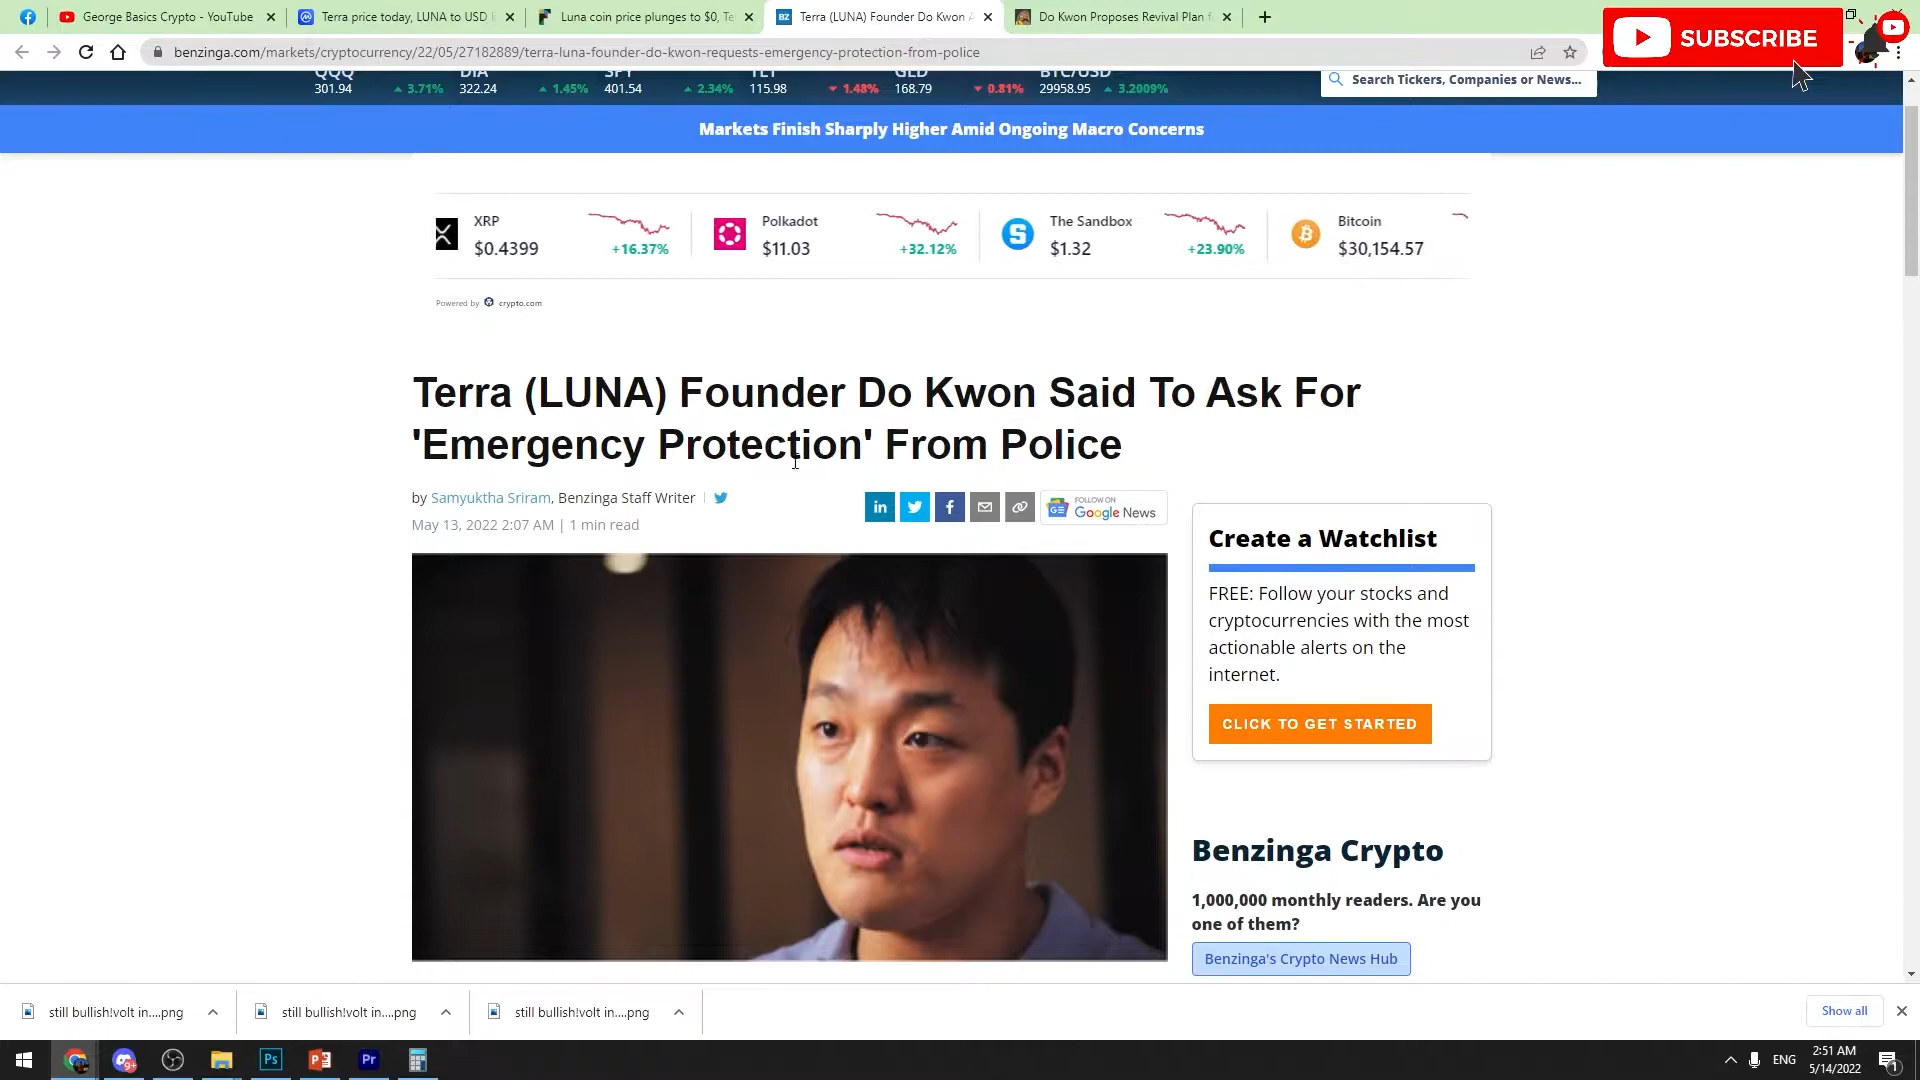 George Basics Crypto - YouTube
Terra price today, LUNA to USD l
Luna coin price plunges to $0, Te
Terra (LUNA) Founder Do Kwon A
Do Kwon Proposes Revival Plan f
benzinga.com/markets/cryptocurrency/22/05/27182889/terra-luna-founder-do-kwon-requests-emergency-protection-from-police
SUBSCRIBE
QQQ DIA SPY TLT GLD BTC/USD
301.94 3.71% 322.24 1.45% 401.54 2.34% 115.98 1.48% 168.79 0.81% 29958.95 3.2009%
Search Tickers, Companies or News...
Markets Finish Sharply Higher Amid Ongoing Macro Concerns
XRP Polkadot The Sandbox Bitcoin
$0.4399 +16.37% $11.03 +32.12% $1.32 +23.90% $30,154.57
Powered by crypto.com
Terra (LUNA) Founder Do Kwon Said To Ask For
'Emergency Protection' From Police
by Samyuktha Sriram, Benzinga Staff Writer
May 13, 2022 2:07 AM | 1 min read
in
f
FOLLOW ON
Google News
Create a Watchlist
FREE: Follow your stocks and
cryptocurrencies with the most
actionable alerts on the
internet.
CLICK TO GET STARTED
Benzinga Crypto
1,000,000 monthly readers. Are you
one of them?
Benzinga's Crypto News Hub
still bullish!volt in....png
still bullish!volt in....png
still bullish!volt in....png
Show all
9+
Ps
Pr
ENG
2:51 AM
5/14/2022
1